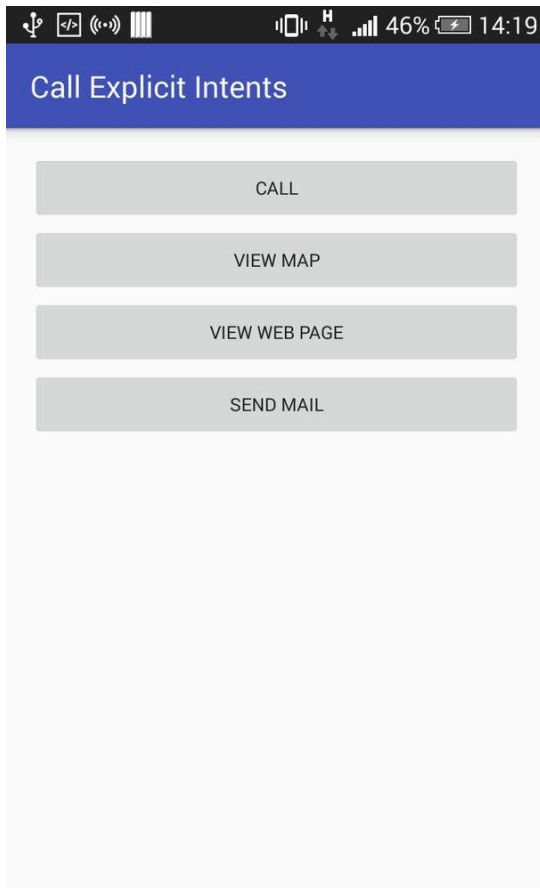 H 46% 14:19
Call Explicit Intents
CALL
VIEW MAP
VIEW WEB PAGE
SEND MAIL